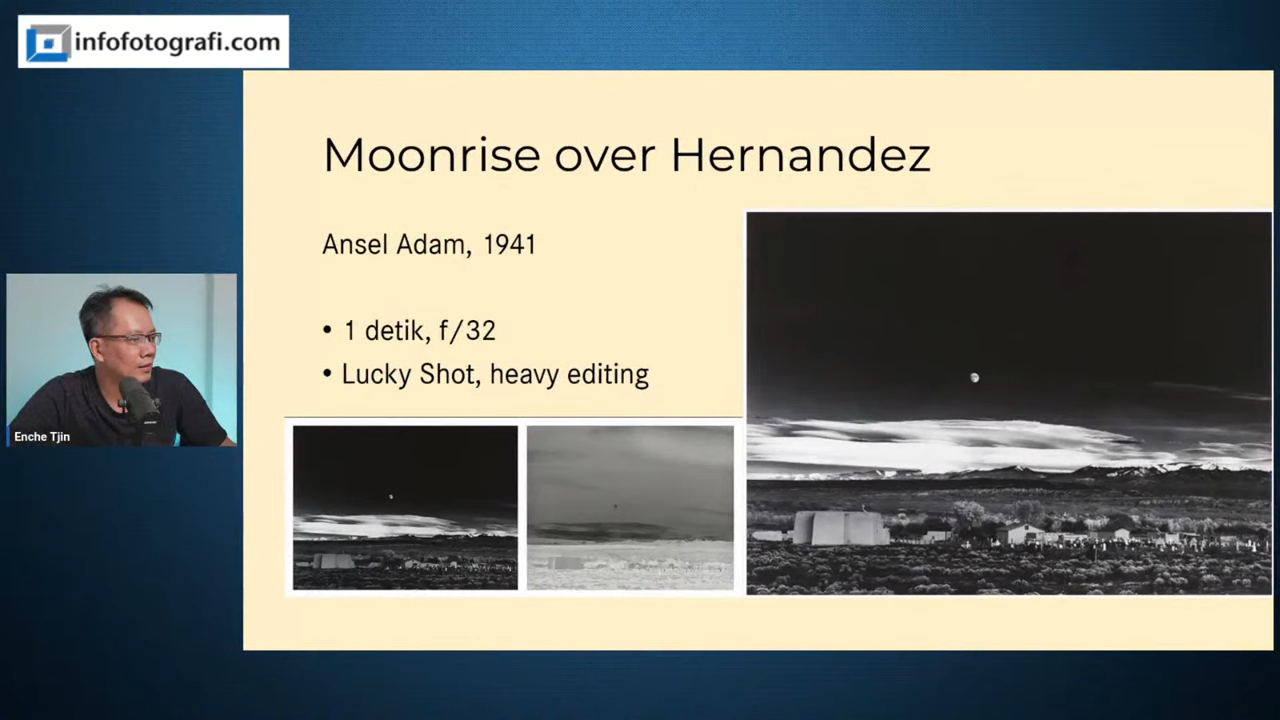 infofotografi.com
Moonrise over Hernandez
Ansel Adam, 1941
• 1 detik, f/32
• Lucky Shot, heavy editing
Enche Tjin